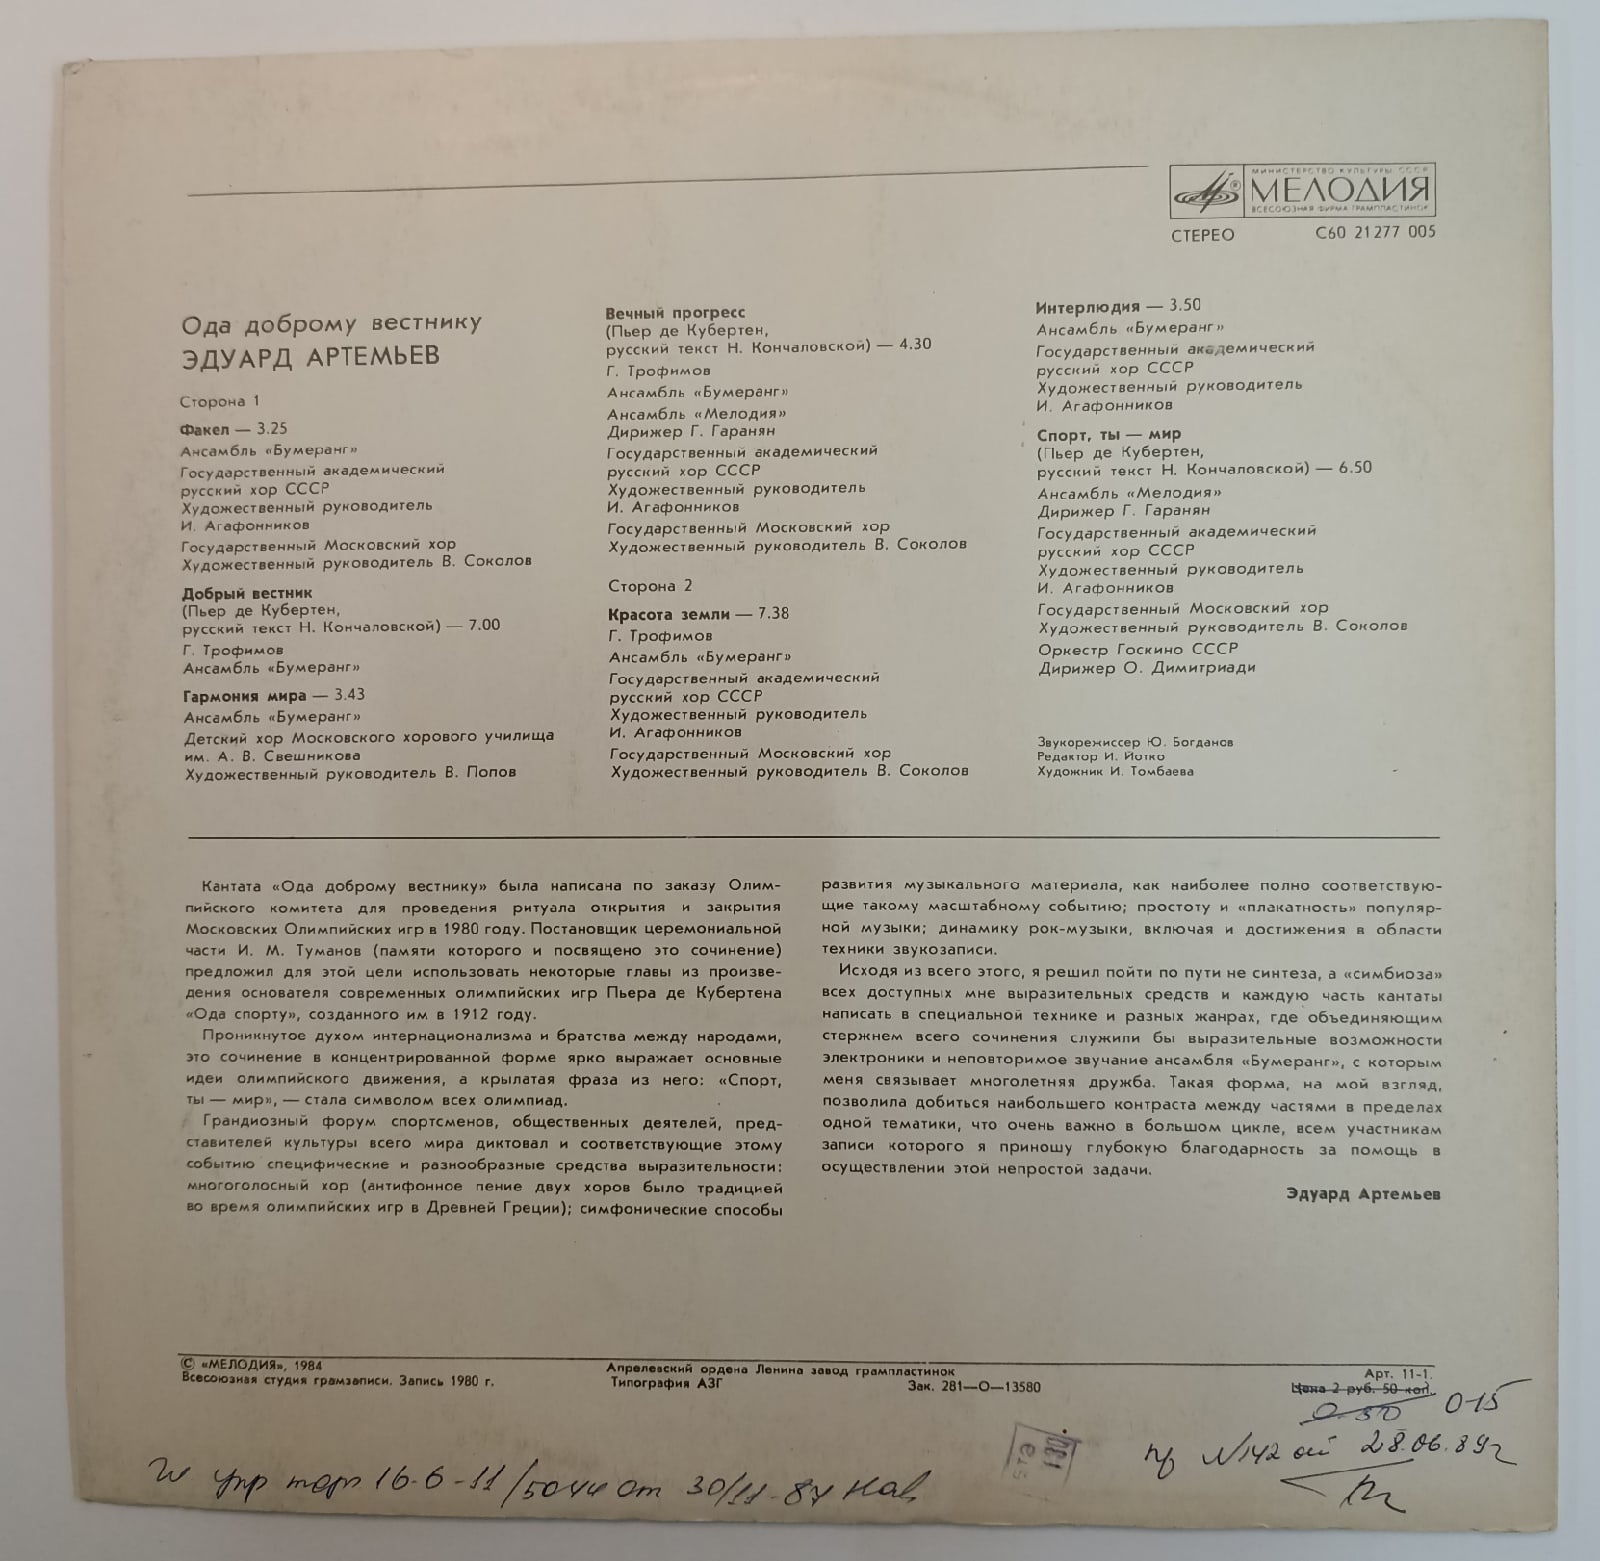 МИНИСТЕРСТВО КУЛЬТУРЫ СССР
МЕЛОДИЯ
ВСЕСОЮЗНАЯ ФИРМА ГРАМПЛАСТИНОК
СТЕРЕО С60 21277 005
Ода доброму вестнику
ЭДУАРД АРТЕМЬЕВ
Сторона 1
Факел — 3.25
Ансамбль «Бумеранг»
Государственный академический
русский хор СССР
Художественный руководитель
И. Агафонников
Государственный Московский хор
Художественный руководитель В. Соколов
Добрый вестник
(Пьер де Кубертен,
русский текст Н. Кончаловской) — 7.00
Г. Трофимов
Ансамбль «Бумеранг»
Гармония мира — 3.43
Ансамбль «Бумеранг»
Детский хор Московского хорового училища
им. А. В. Свешникова
Художественный руководитель В. Попов
Вечный прогресс
(Пьер де Кубертен,
русский текст Н. Кончаловской) — 4.30
Г. Трофимов
Ансамбль «Бумеранг»
Ансамбль «Мелодия»
Дирижер Г. Гаранян
Государственный академический
русский хор СССР
Художественный руководитель
И. Агафонников
Государственный Московский хор
Художественный руководитель В. Соколов
Сторона 2
Красота земли — 7.38
Г. Трофимов
Ансамбль «Бумеранг»
Государственный академический
русский хор СССР
Художественный руководитель
И. Агафонников
Государственный Московский хор
Художественный руководитель В. Соколов
Интерлюдия — 3.50
Ансамбль «Бумеранг»
Государственный академический
русский хор СССР
Художественный руководитель
И. Агафонников
Спорт, ты — мир
(Пьер де Кубертен,
русский текст Н. Кончаловской) — 6.50
Ансамбль «Мелодия»
Дирижер Г. Гаранян
Государственный академический
русский хор СССР
Художественный руководитель
И. Агафонников
Государственный Московский хор
Художественный руководитель В. Соколов
Оркестр Госкино СССР
Дирижер О. Димитриади
Звукорежиссер Ю. Богданов
Редактор И. Йотко
Художник И. Томбаева
Кантата «Ода доброму вестнику» была написана по заказу Олим-
пийского комитета для проведения ритуала открытия и закрытия
Московских Олимпийских игр в 1980 году. Постановщик церемониальной
части И. М. Туманов (памяти которого и посвящено это сочинение)
предложил для этой цели использовать некоторые главы из произве-
дения основателя современных олимпийских игр Пьера де Кубертена
«Ода спорту», созданного им в 1912 году.
Проникнутое духом интернационализма и братства между народами,
это сочинение в концентрированной форме ярко выражает основные
идеи олимпийского движения, а крылатая фраза из него: «Спорт,
ты — мир», — стала символом всех олимпиад.
Грандиозный форум спортсменов, общественных деятелей, пред-
ставителей культуры всего мира диктовал и соответствующие этому
событию специфические и разнообразные средства выразительности:
многоголосный хор (антифонное пение двух хоров было традицией
во время олимпийских игр в Древней Греции); симфонические способы
развития музыкального материала, как наиболее полно соответствую-
щие такому масштабному событию; простоту и «плакатность» популяр-
ной музыки; динамику рок-музыки, включая и достижения в области
техники звукозаписи.
Исходя из всего этого, я решил пойти по пути не синтеза, а «симбиоза»
всех доступных мне выразительных средств и каждую часть кантаты
написать в специальной технике и разных жанрах, где объединяющим
стержнем всего сочинения служили бы выразительные возможности
электроники и неповторимое звучание ансамбля «Бумеранг», с которым
меня связывает многолетняя дружба. Такая форма, на мой взгляд,
позволила добиться наибольшего контраста между частями в пределах
одной тематики, что очень важно в большом цикле, всем участникам
записи которого я приношу глубокую благодарность за помощь в
осуществлении этой непростой задачи.
Эдуард Артемьев
© «МЕЛОДИЯ», 1984
Всесоюзная студия грамзаписи. Запись 1980 г.
Апрелевский ордена Ленина завод грампластинок
Типография АЗГ Зак. 281—О—13580
Арт. 11-1.
Цена 2 руб. 50 коп.
0-50 0-15
N142 от 28.06.89г
упр торг 16-6-11/5044 от 30/11-87